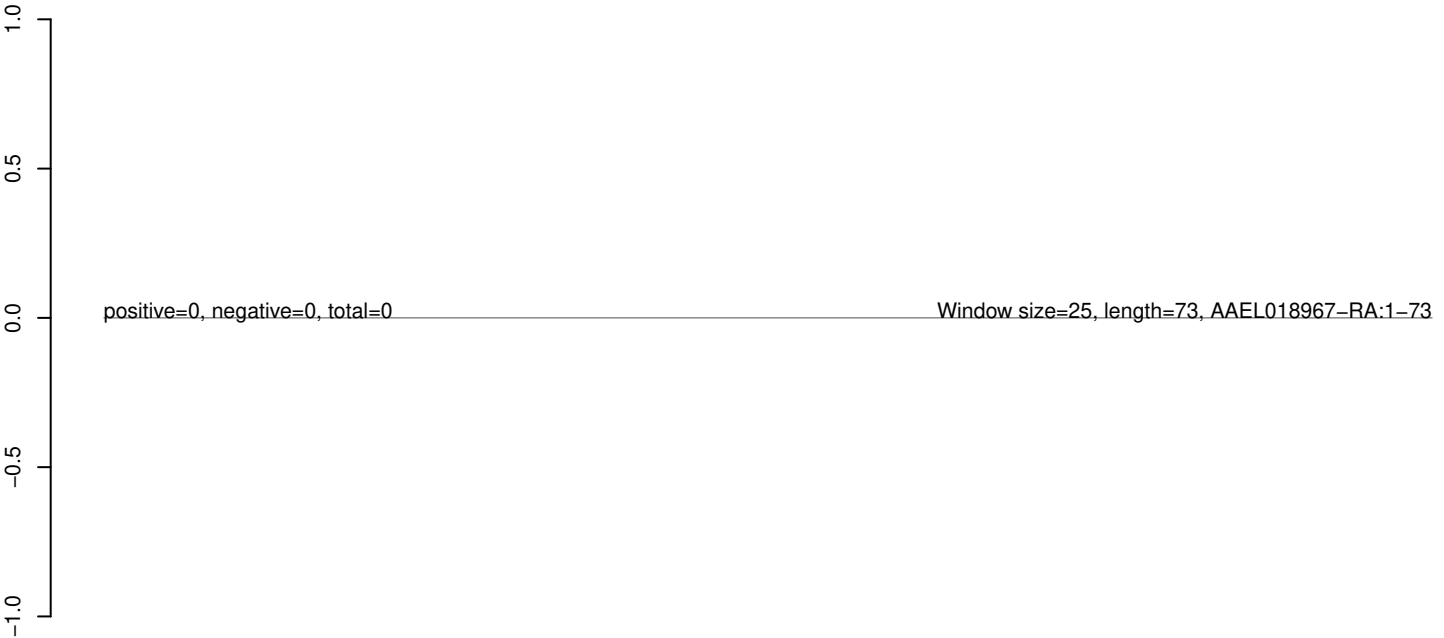 1.0
0.5
0.0
−0.5
−1.0
positive=0, negative=0, total=0
Window size=25, length=73, AAEL018967−RA:1−73